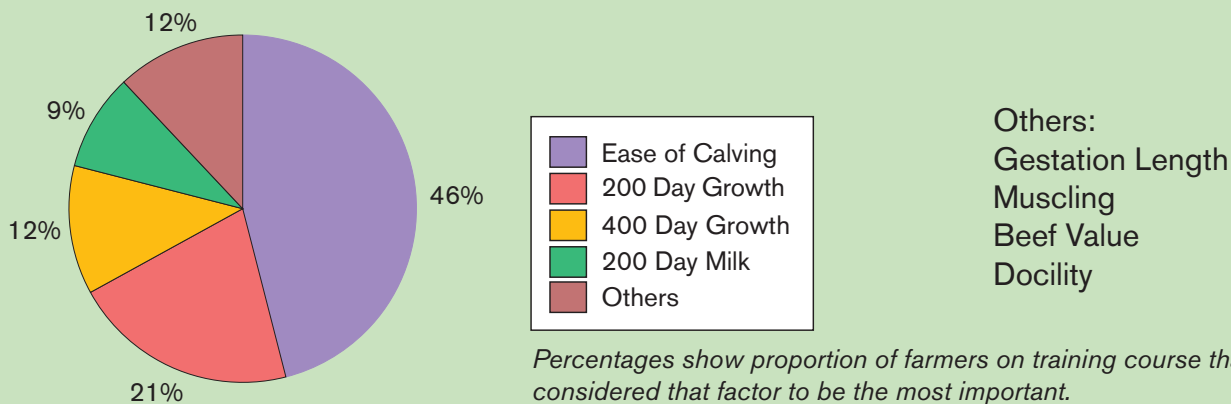 12%
9%
12%
21%
46%
Ease of Calving
200 Day Growth
400 Day Growth
200 Day Milk
Others
Others:
Gestation Length
Muscling
Beef Value
Docility
Percentages show proportion of farmers on training course
considered that factor to be the most important.